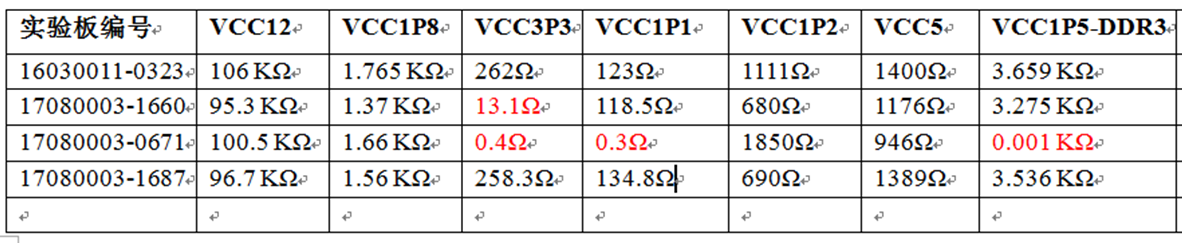 实验板编号 VCC12 VCC1P8 VCC3P3 VCC1P1 VCC1P2 VCC5 VCC1P5-DDR3
16030011-0323 106 KΩ 1.765 KΩ 262Ω 123Ω 1111Ω 1400Ω 3.659 KΩ
17080003-1660 95.3 KΩ 1.37 KΩ 13.1Ω 118.5Ω 680Ω 1176Ω 3.275 KΩ
17080003-0671 100.5 KΩ 1.66 KΩ 0.4Ω 0.3Ω 1850Ω 946Ω 0.001 KΩ
17080003-1687 96.7 KΩ 1.56 KΩ 258.3Ω 134.8Ω 690Ω 1389Ω 3.536 KΩ